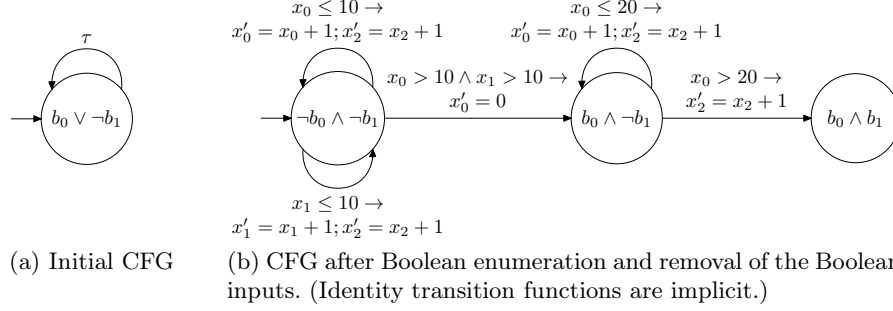 τ
b₀ ∨ ¬b₁
(a) Initial CFG
x₀ ≤ 10 →
x′₀ = x₀ + 1; x′₂ = x₂ + 1
¬b₀ ∧ ¬b₁
x₁ ≤ 10 →
x′₁ = x₁ + 1; x′₂ = x₂ + 1
x₀ > 10 ∧ x₁ > 10 →
x′₀ = 0
x₀ ≤ 20 →
x′₀ = x₀ + 1; x′₂ = x₂ + 1
b₀ ∧ ¬b₁
x₀ > 20 →
x′₂ = x₂ + 1
b₀ ∧ b₁
(b) CFG after Boolean enumeration and removal of the Boolean
inputs. (Identity transition functions are implicit.)